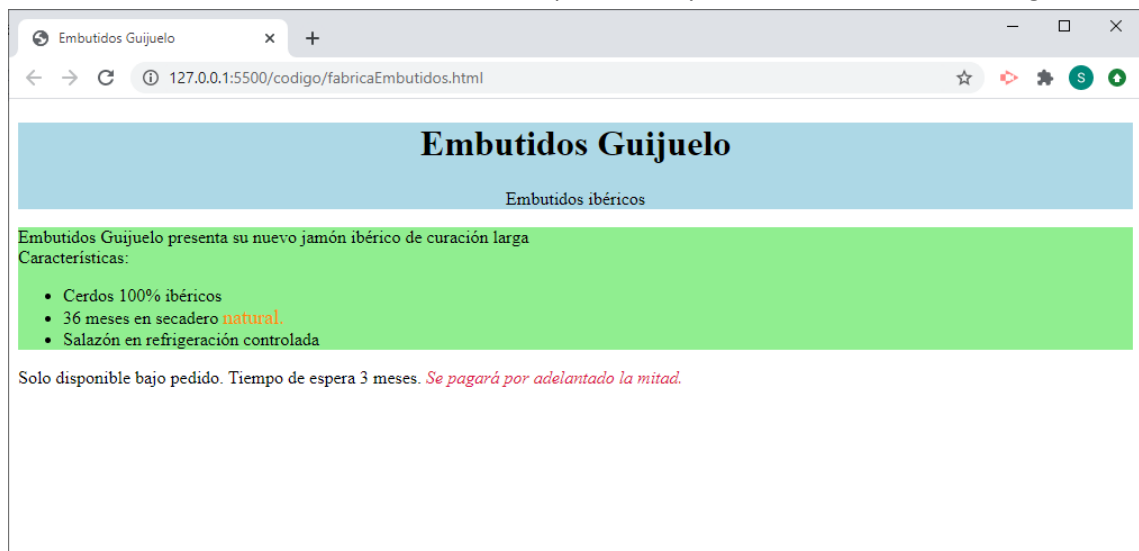 Embutidos Guijuelo
127.0.0.1:5500/codigo/fabricaEmbutidos.html
S
Embutidos Guijuelo
Embutidos ibéricos
Embutidos Guijuelo presenta su nuevo jamón ibérico de curación larga
Características:
• Cerdos 100% ibéricos
• 36 meses en secadero natural.
• Salazón en refrigeración controlada
Solo disponible bajo pedido. Tiempo de espera 3 meses. Se pagará por adelantado la mitad.